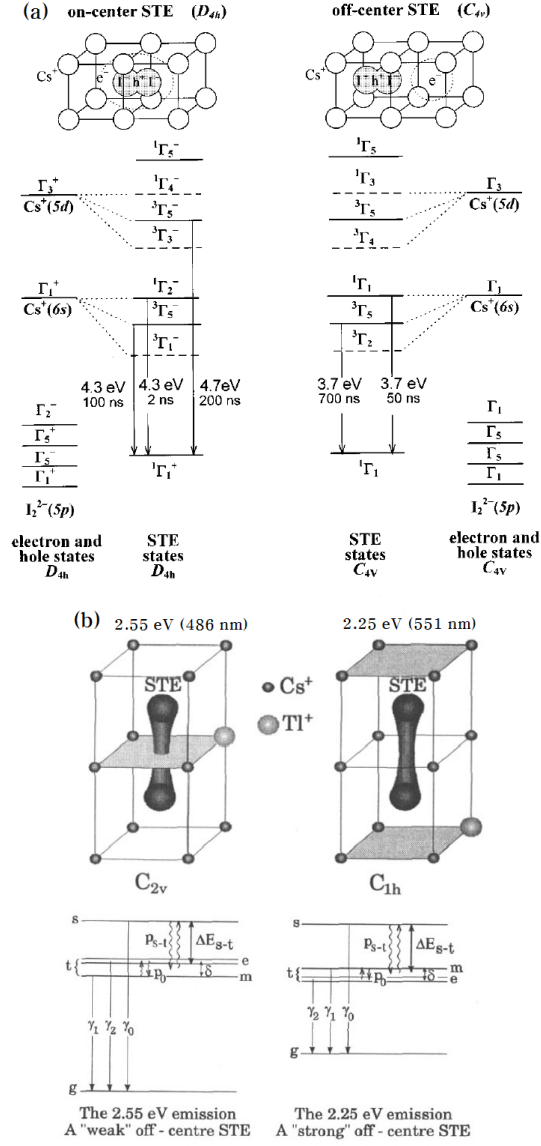 (a) on-center STE (D4h) off-center STE (C4v)
Cs+ e− I− h+ I− Cs+ I− h+ I− e−
¹Γ5− ¹Γ5
Γ3+ ¹Γ4− ¹Γ3 Γ3
Cs+(5d) ³Γ5− ³Γ5 Cs+(5d)
³Γ3− ³Γ4
Γ1+ ¹Γ2− ¹Γ1 Γ1
Cs+(6s) ³Γ5− ³Γ5 Cs+(6s)
³Γ1− ³Γ2
4.3 eV 4.3 eV 4.7eV 3.7 eV 3.7 eV
100 ns 2 ns 200 ns 700 ns 50 ns
Γ2− Γ1
Γ5+ Γ5
Γ5− Γ5
Γ1+ ¹Γ1+ ¹Γ1 Γ1
I2²−(5p) I2²−(5p)
electron and STE STE electron and
hole states states states hole states
D4h D4h C4V C4V
(b) 2.55 eV (486 nm) 2.25 eV (551 nm)
STE Cs+ STE
Tl+
C2v C1h
s ps-t ΔEs-t s ps-t ΔEs-t
t e m p0 δ t m e p0 δ
γ1 γ2 γ0 γ2 γ1 γ0
g g
The 2.55 eV emission The 2.25 eV emission
A "weak" off - centre STE A "strong" off - centre STE